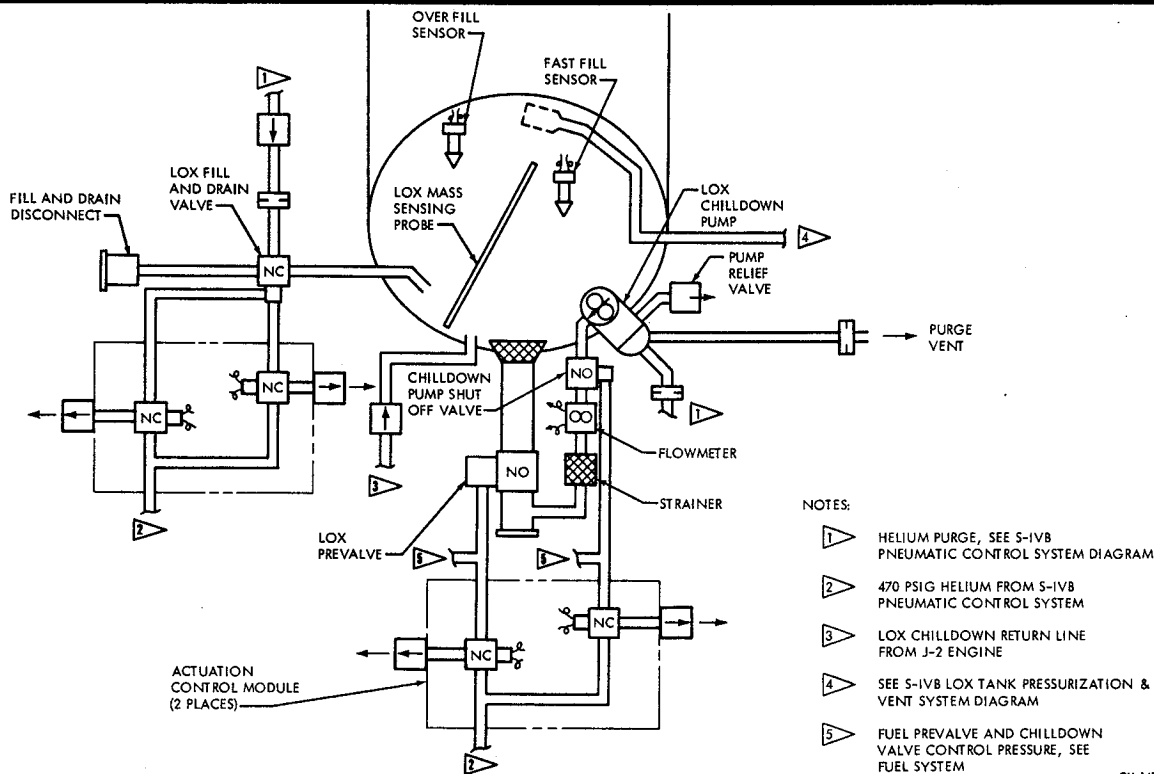 OVER FILL
SENSOR
FAST FILL
SENSOR
1
LOX FILL
AND DRAIN
VALVE
FILL AND DRAIN
DISCONNECT
LOX MASS
SENSING
PROBE
LOX
CHILLDOWN
PUMP
4
PUMP
RELIEF
VALVE
NC
PURGE
VENT
CHILLDOWN
PUMP SHUT
OFF VALVE
NO
NC
NC
1
FLOWMETER
3
NO
STRAINER
2
LOX
PREVALVE
5
5
NC
NC
ACTUATION
CONTROL MODULE
(2 PLACES)
2
NOTES:
1 HELIUM PURGE, SEE S-IVB
PNEUMATIC CONTROL SYSTEM DIAGRAM
2 470 PSIG HELIUM FROM S-IVB
PNEUMATIC CONTROL SYSTEM
3 LOX CHILLDOWN RETURN LINE
FROM J-2 ENGINE
4 SEE S-IVB LOX TANK PRESSURIZATION &
VENT SYSTEM DIAGRAM
5 FUEL PREVALVE AND CHILLDOWN
VALVE CONTROL PRESSURE, SEE
FUEL SYSTEM